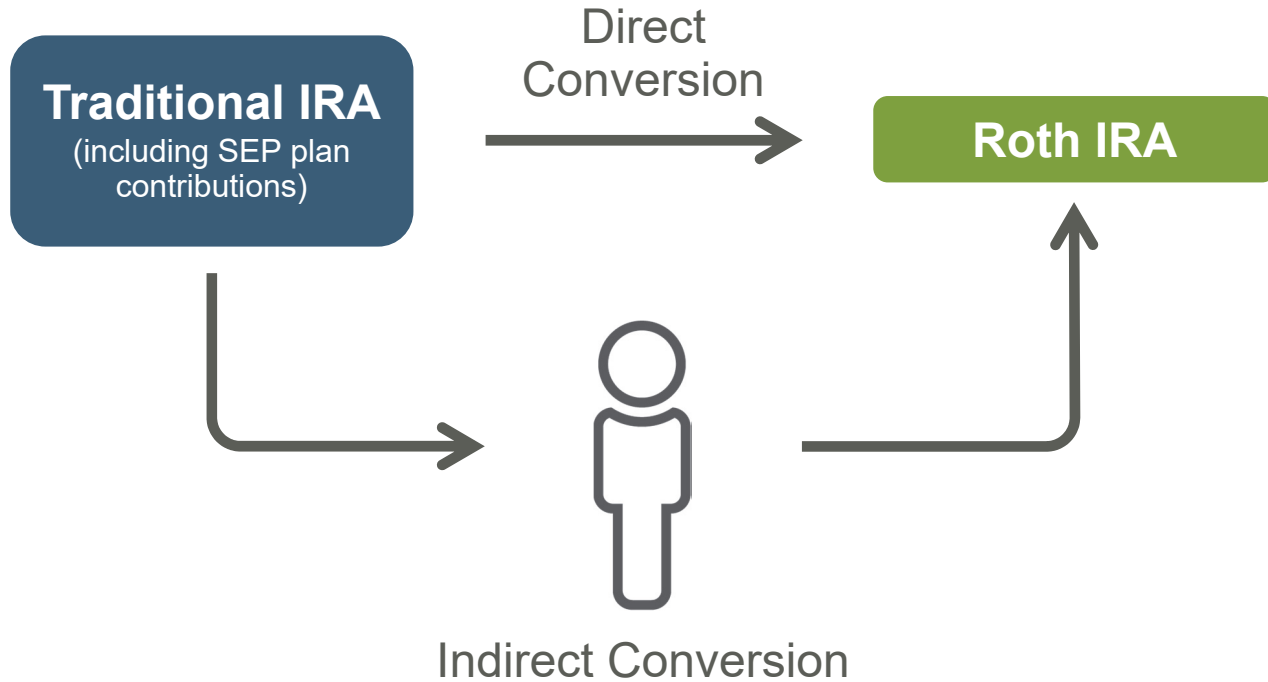 Direct
Conversion
Traditional IRA
(including SEP plan
contributions)
Roth IRA
Indirect Conversion